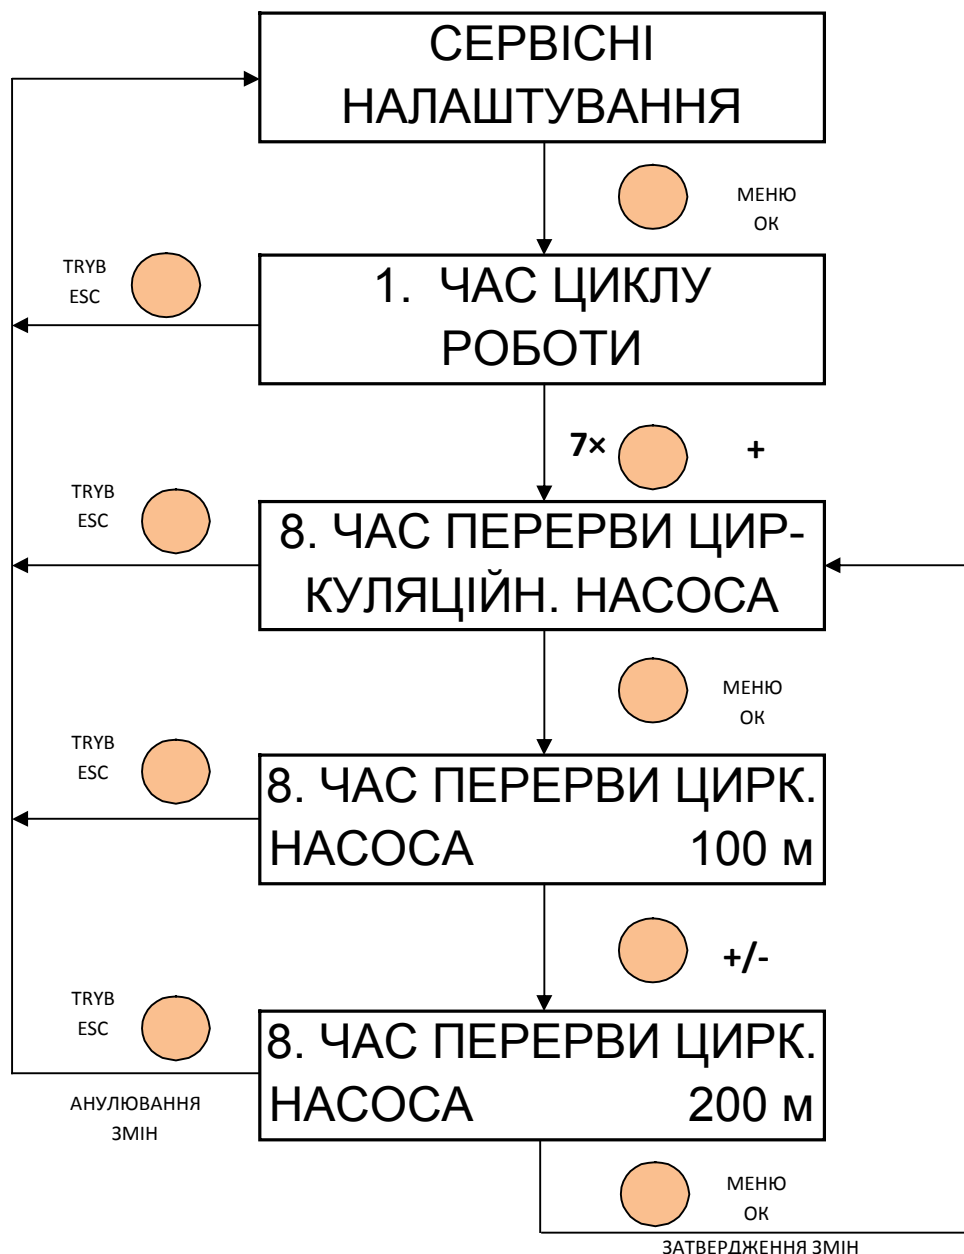 СЕРВІСНІ
НАЛАШТУВАННЯ
МЕНЮ
ОК
TRYB
ESC
1. ЧАС ЦИКЛУ
РОБОТИ
7× +
TRYB
ESC
8. ЧАС ПЕРЕРВИ ЦИР-
КУЛЯЦІЙН. НАСОСА
МЕНЮ
ОК
TRYB
ESC
8. ЧАС ПЕРЕРВИ ЦИРК.
НАСОСА 100 м
+/-
TRYB
ESC
8. ЧАС ПЕРЕРВИ ЦИРК.
НАСОСА 200 м
АНУЛЮВАННЯ
ЗМІН
МЕНЮ
ОК
ЗАТВЕРДЖЕННЯ ЗМІН